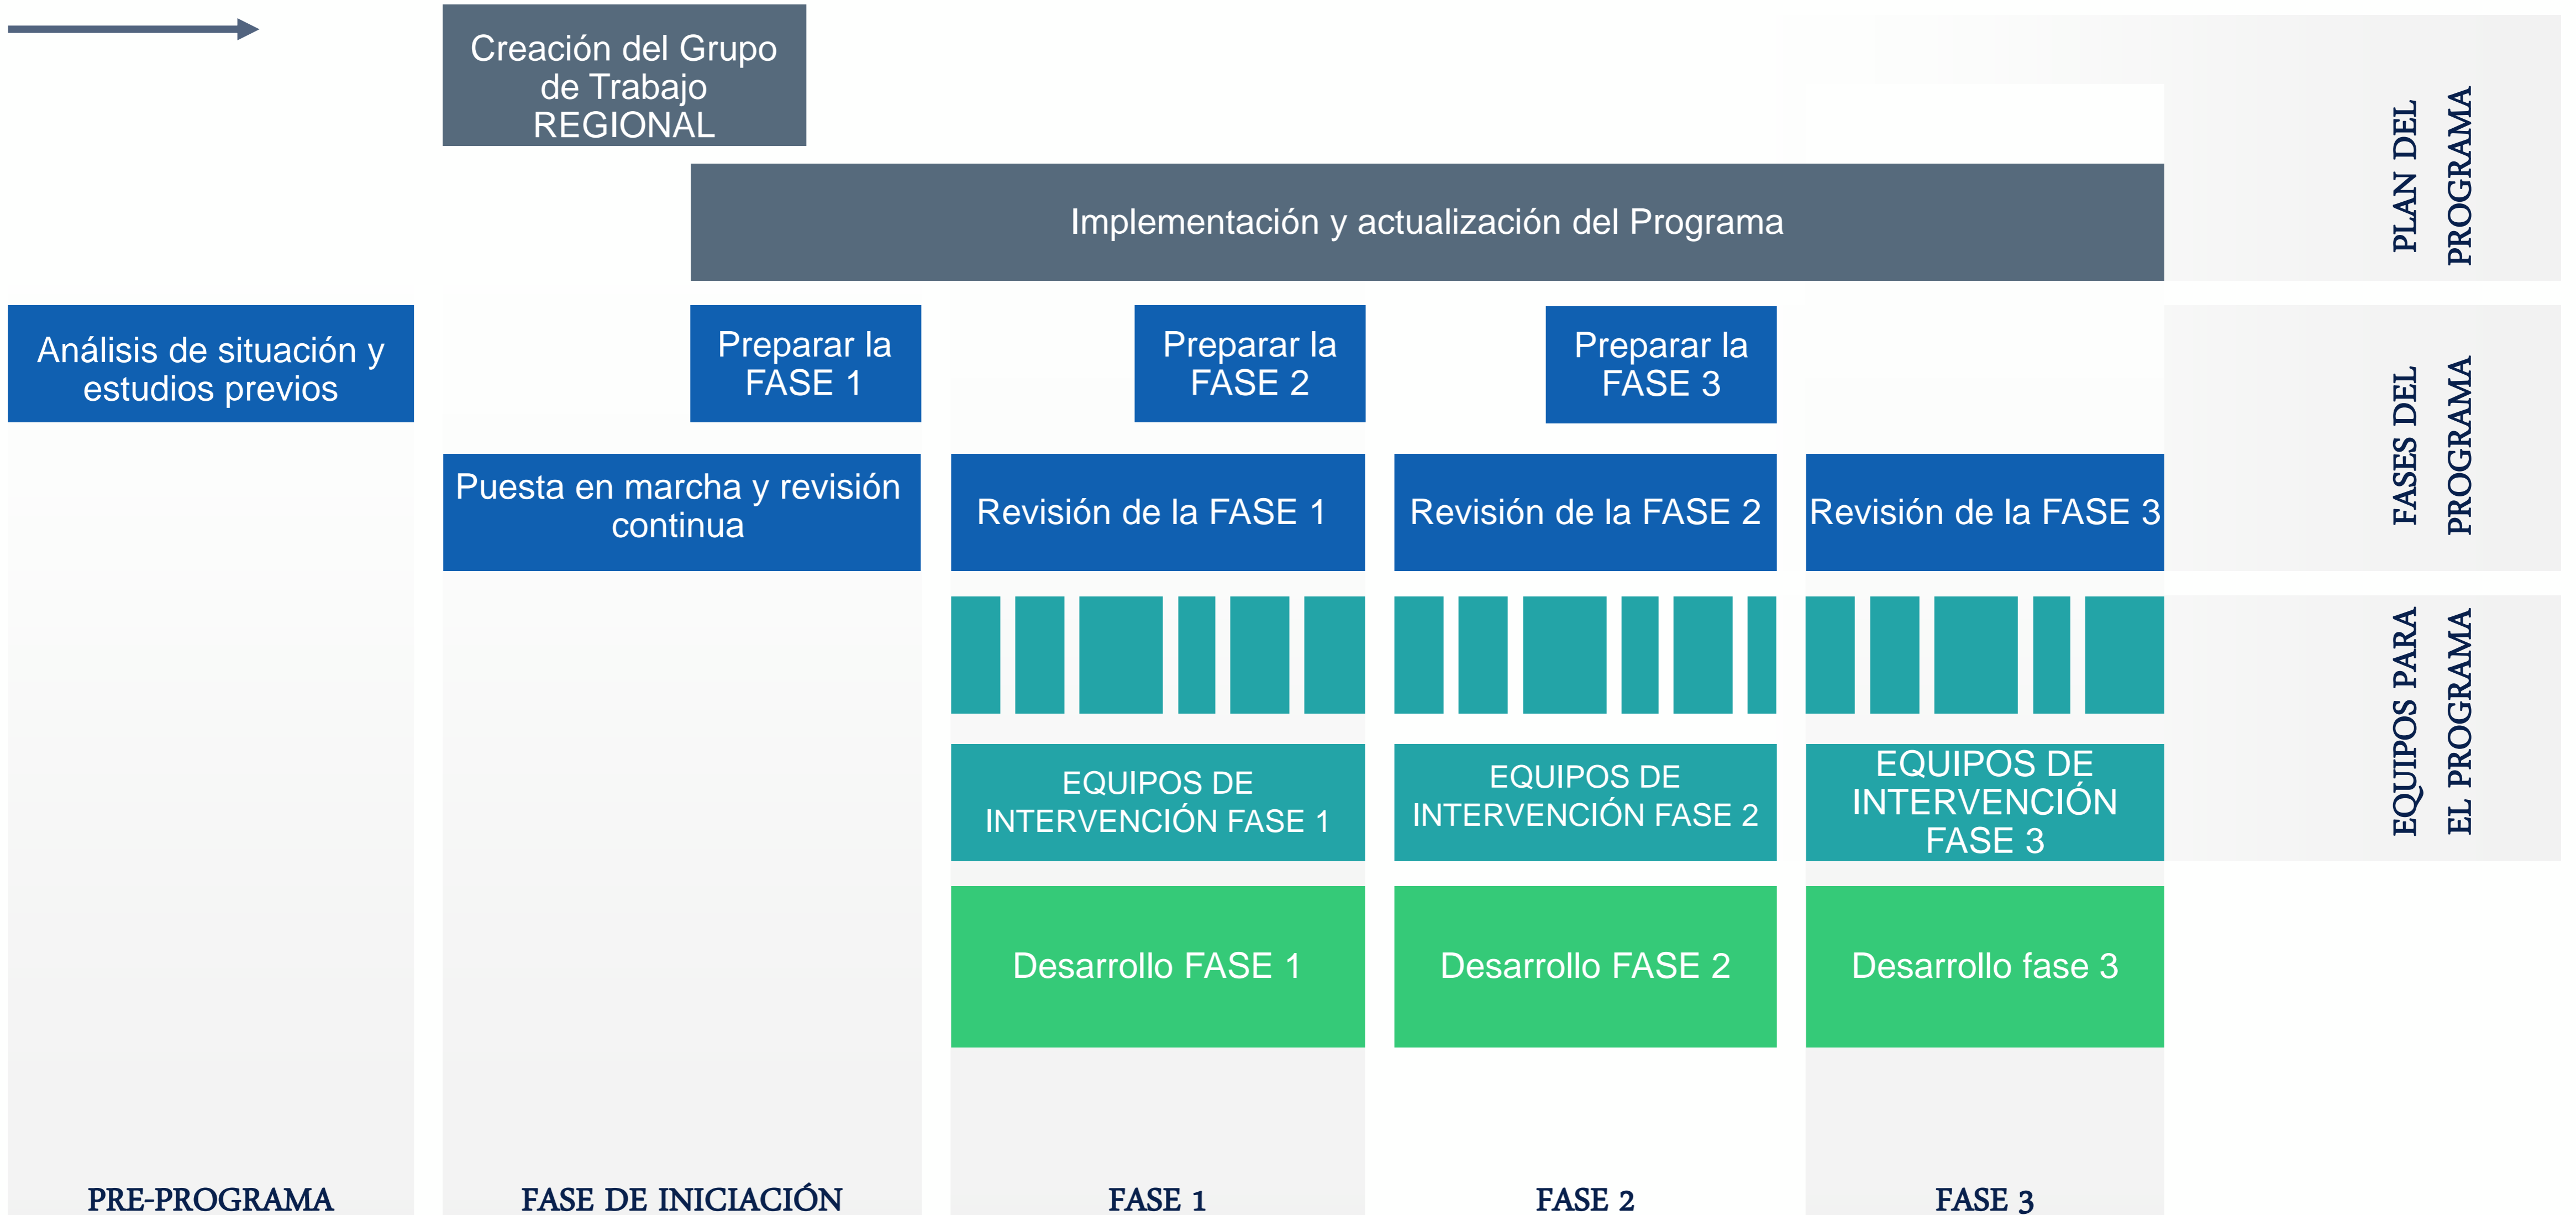 Creación del Grupo
de Trabajo
REGIONAL
PLAN DEL
PROGRAMA
Implementación y actualización del Programa
Análisis de situación y
estudios previos
Preparar la
FASE 1
Preparar la
FASE 2
Preparar la
FASE 3
FASES DEL
PROGRAMA
Puesta en marcha y revisión
continua
Revisión de la FASE 1
Revisión de la FASE 2
Revisión de la FASE 3
EQUIPOS PARA
EL PROGRAMA
EQUIPOS DE
INTERVENCIÓN FASE 1
EQUIPOS DE
INTERVENCIÓN FASE 2
EQUIPOS DE
INTERVENCIÓN
FASE 3
Desarrollo FASE 1
Desarrollo FASE 2
Desarrollo fase 3
PRE-PROGRAMA
FASE DE INICIACIÓN
FASE 1
FASE 2
FASE 3